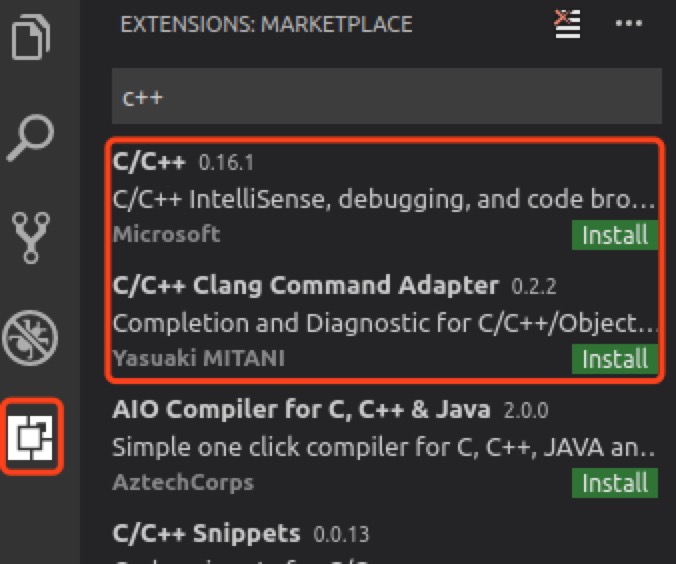 EXTENSIONS: MARKETPLACE
c++
C/C++ 0.16.1
C/C++ IntelliSense, debugging, and code bro...
Microsoft Install
C/C++ Clang Command Adapter 0.2.2
Completion and Diagnostic for C/C++/Object...
Yasuaki MITANI Install
AIO Compiler for C, C++ & Java 2.0.0
Simple one click compiler for C, C++, JAVA an..
AztechCorps Install
C/C++ Snippets 0.0.13